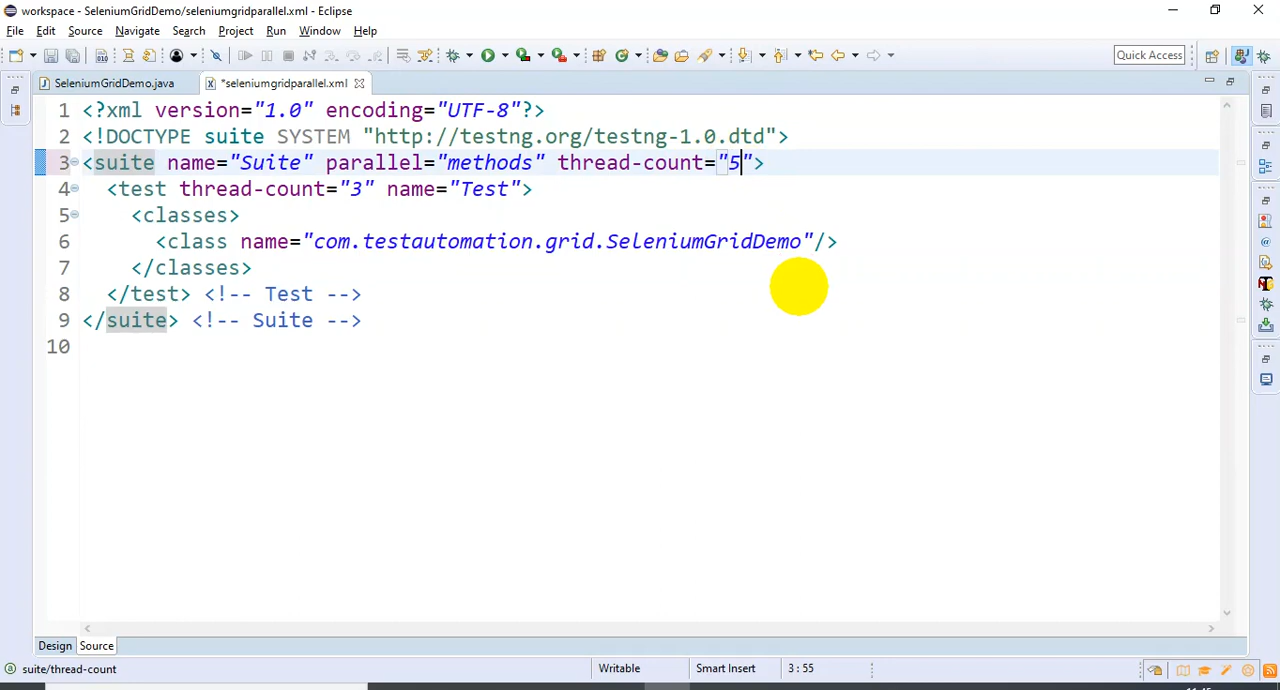 workspace - SeleniumGridDemo/seleniumgridparallel.xml - Eclipse
File Edit Source Navigate Search Project Run Window Help
Quick Access
SeleniumGridDemo.java *seleniumgridparallel.xml
1 <?xml version="1.0" encoding="UTF-8"?>
2 <!DOCTYPE suite SYSTEM "http://testng.org/testng-1.0.dtd">
3 <suite name="Suite" parallel="methods" thread-count="5">
4 <test thread-count="3" name="Test">
5 <classes>
6 <class name="com.testautomation.grid.SeleniumGridDemo"/>
7 </classes>
8 </test> <!-- Test -->
9 </suite> <!-- Suite -->
10
Design Source
suite/thread-count Writable Smart Insert 3 : 55